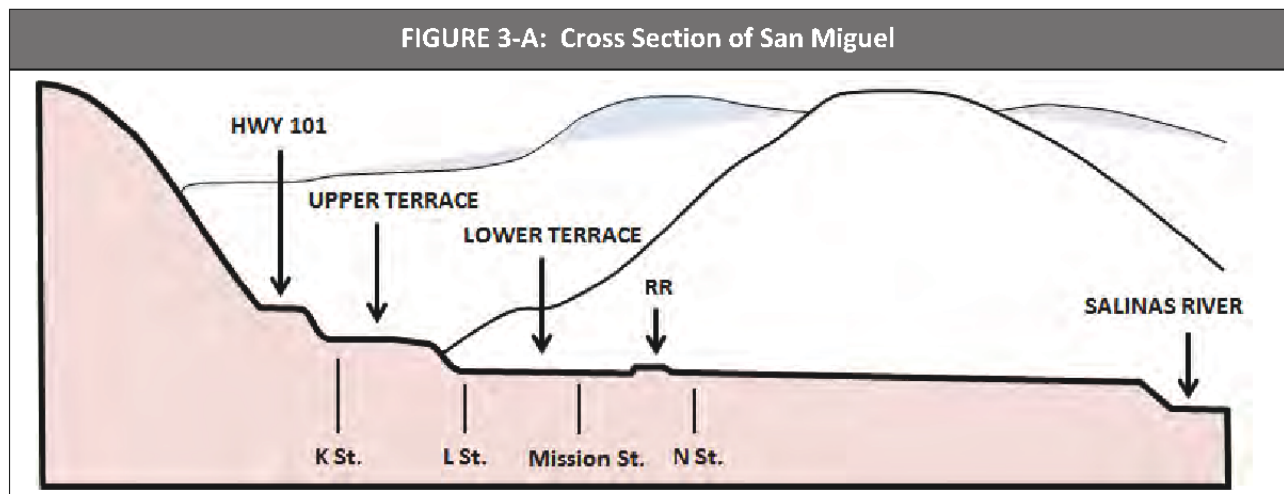 FIGURE 3-A: Cross Section of San Miguel
HWY 101
UPPER TERRACE
LOWER TERRACE
RR
SALINAS RIVER
K St.
L St.
Mission St.
N St.